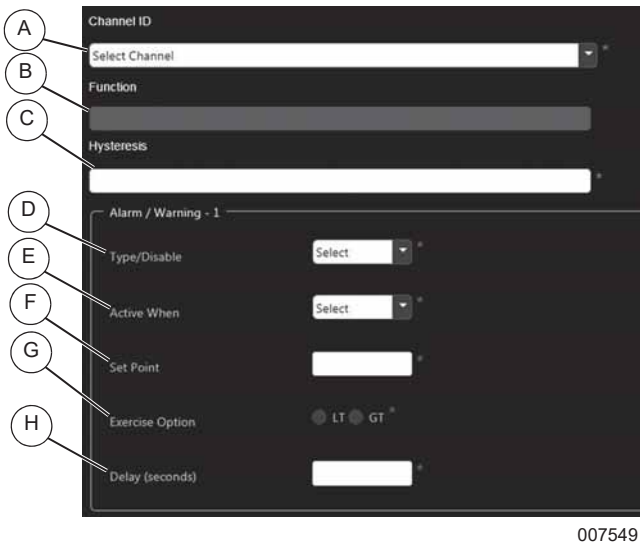 A
Channel ID
Select Channel *
B
Function
C
Hysteresis
*
Alarm / Warning - 1
D
Type/Disable Select *
E
Active When Select *
F
Set Point *
G
Exercise Option LT GT *
H
Delay (seconds) *
007549